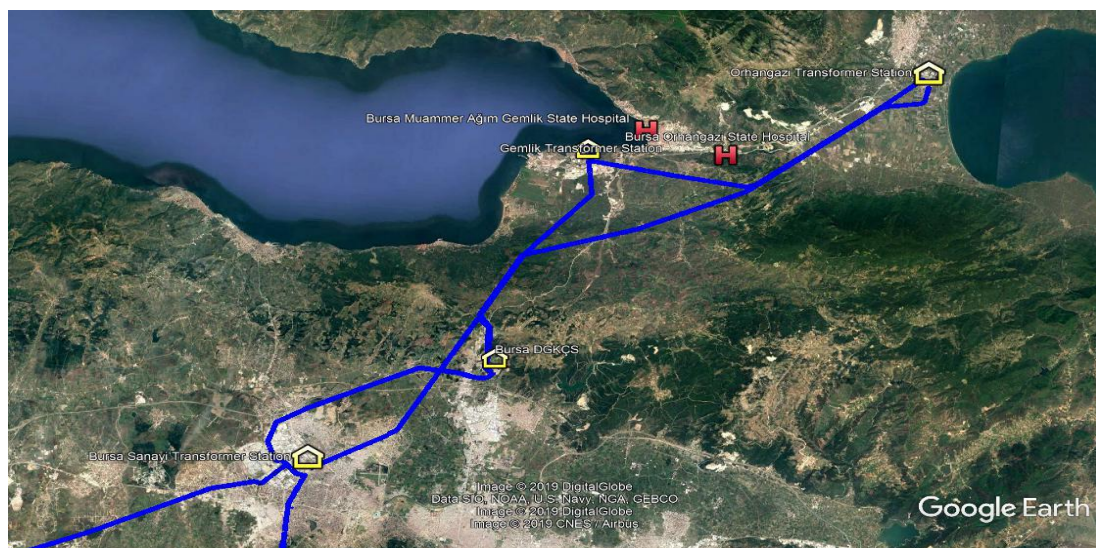 Orhangazi Transformer Station
Bursa Muammer Ağım Gemlik State Hospital
Bursa Orhangazi State Hospital
Gemlik Transformer Station
Bursa DGKÇS
Bursa Sanayi Transformer Station
Image © 2019 DigitalGlobe
Data SIO, NOAA, U.S. Navy, NGA, GEBCO
Image © 2019 DigitalGlobe
Image © 2019 CNES / Airbus
Google Earth